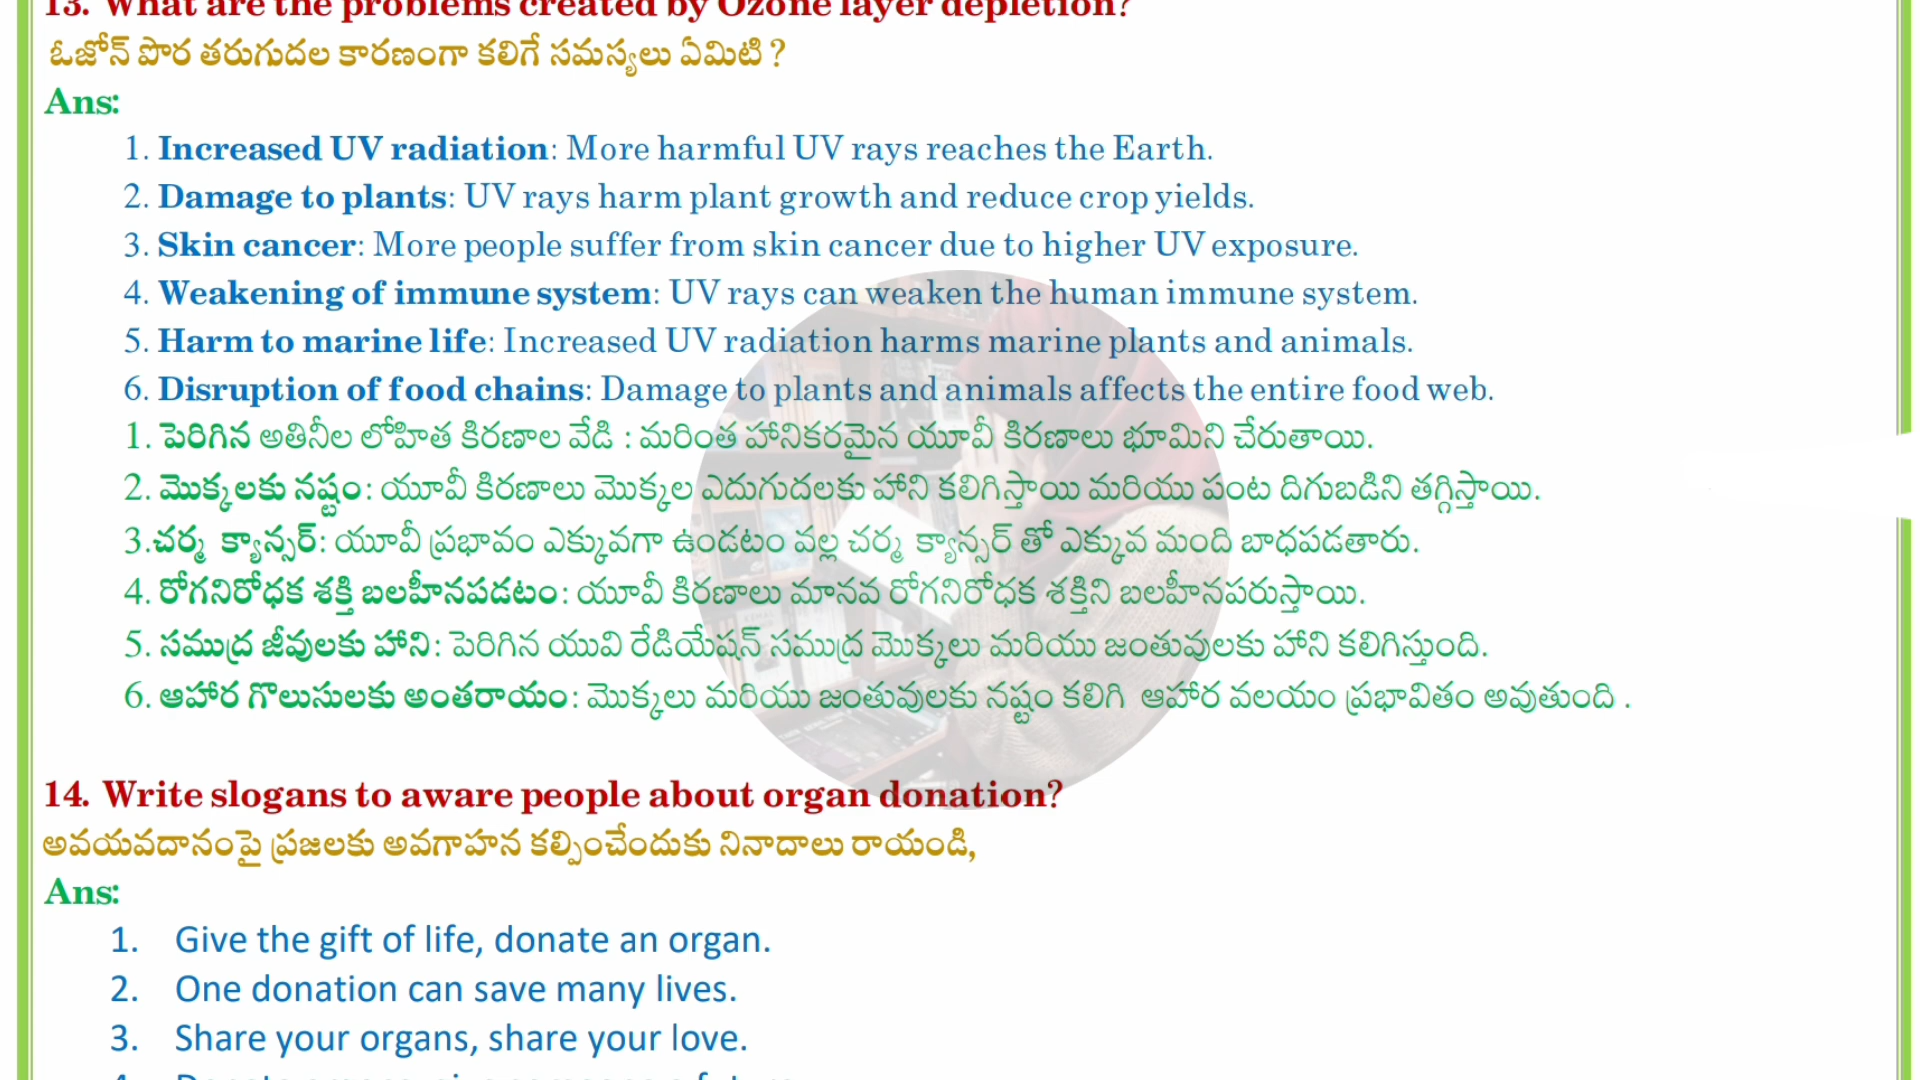 13. What are the problems created by Ozone layer depletion?
ఓజోన్ పొర తరుగుదల కారణంగా కలిగే సమస్యలు ఏమిటి ?
Ans:
1. Increased UV radiation: More harmful UV rays reaches the Earth.
2. Damage to plants: UV rays harm plant growth and reduce crop yields.
3. Skin cancer: More people suffer from skin cancer due to higher UV exposure.
4. Weakening of immune system: UV rays can weaken the human immune system.
5. Harm to marine life: Increased UV radiation harms marine plants and animals.
6. Disruption of food chains: Damage to plants and animals affects the entire food web.
1. పెరిగిన అతినీల లోహిత కిరణాల వేడి : మరింత హానికరమైన యూవీ కిరణాలు భూమిని చేరుతాయి.
2. మొక్కలకు నష్టం: యూవీ కిరణాలు మొక్కల ఎదుగుదలకు హాని కలిగిస్తాయి మరియు పంట దిగుబడిని తగ్గిస్తాయి.
3.చర్మ క్యాన్సర్: యూవీ ప్రభావం ఎక్కువగా ఉండటం వల్ల చర్మ క్యాన్సర్ తో ఎక్కువ మంది బాధపడతారు.
4. రోగనిరోధక శక్తి బలహీనపడటం: యూవీ కిరణాలు మానవ రోగనిరోధక శక్తిని బలహీనపరుస్తాయి.
5. సముద్ర జీవులకు హాని: పెరిగిన యువి రేడియేషన్ సముద్ర మొక్కలు మరియు జంతువులకు హాని కలిగిస్తుంది.
6. ఆహార గొలుసులకు అంతరాయం: మొక్కలు మరియు జంతువులకు నష్టం కలిగి ఆహార వలయం ప్రభావితం అవుతుంది .
14. Write slogans to aware people about organ donation?
అవయవదానంపై ప్రజలకు అవగాహన కల్పించేందుకు నినాదాలు రాయండి,
Ans:
1. Give the gift of life, donate an organ.
2. One donation can save many lives.
3. Share your organs, share your love.